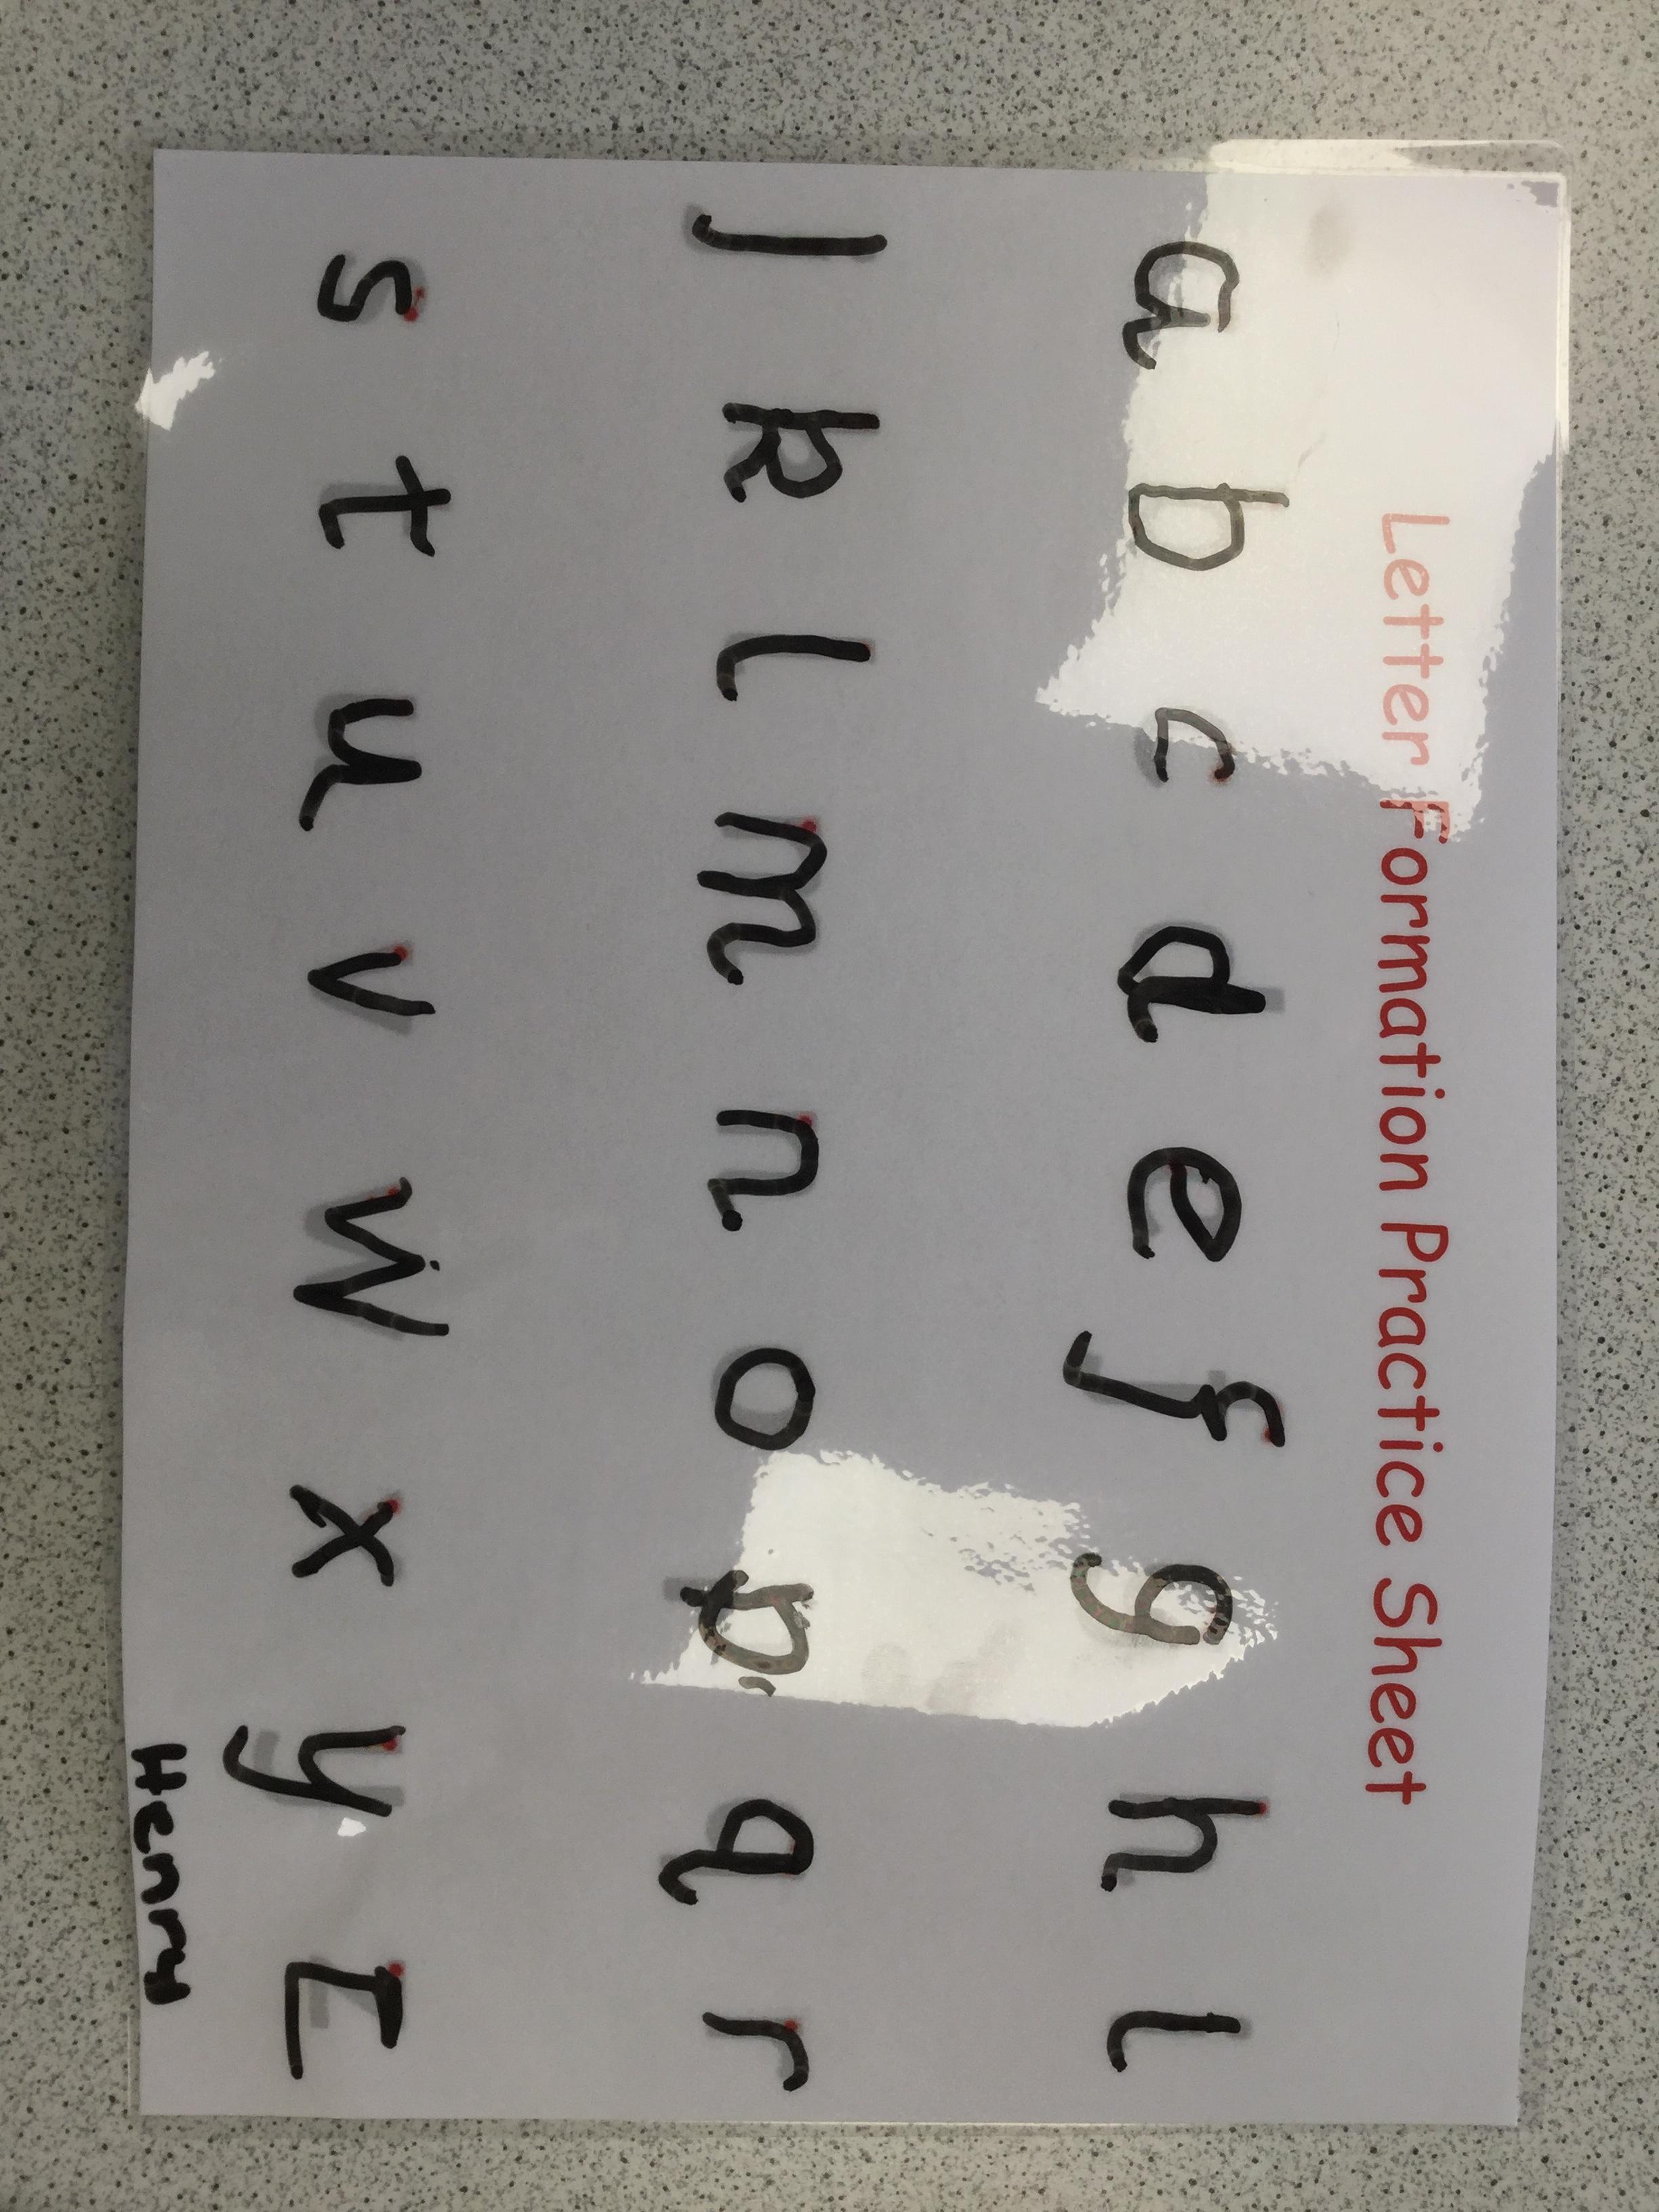 Letter Formation Practice Sheet
a b c d e f g h i
j k l m n o p q r
s t u v w x y z
Henry